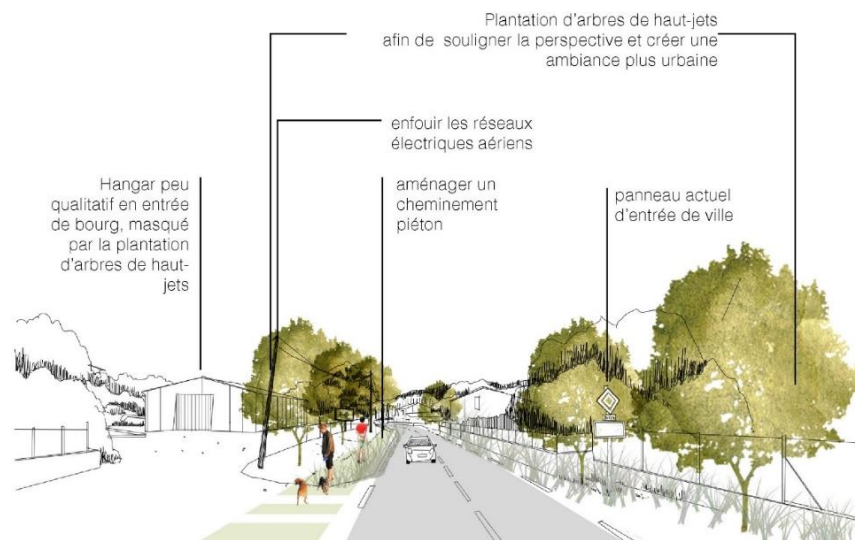 Plantation d'arbres de haut-jets
afin de souligner la perspective et créer une
ambiance plus urbaine
enfouir les réseaux
électriques aériens
Hangar peu
qualitatif en entrée
de bourg, masqué
par la plantation
d'arbres de haut-
jets
aménager un
cheminement
piéton
panneau actuel
d'entrée de ville